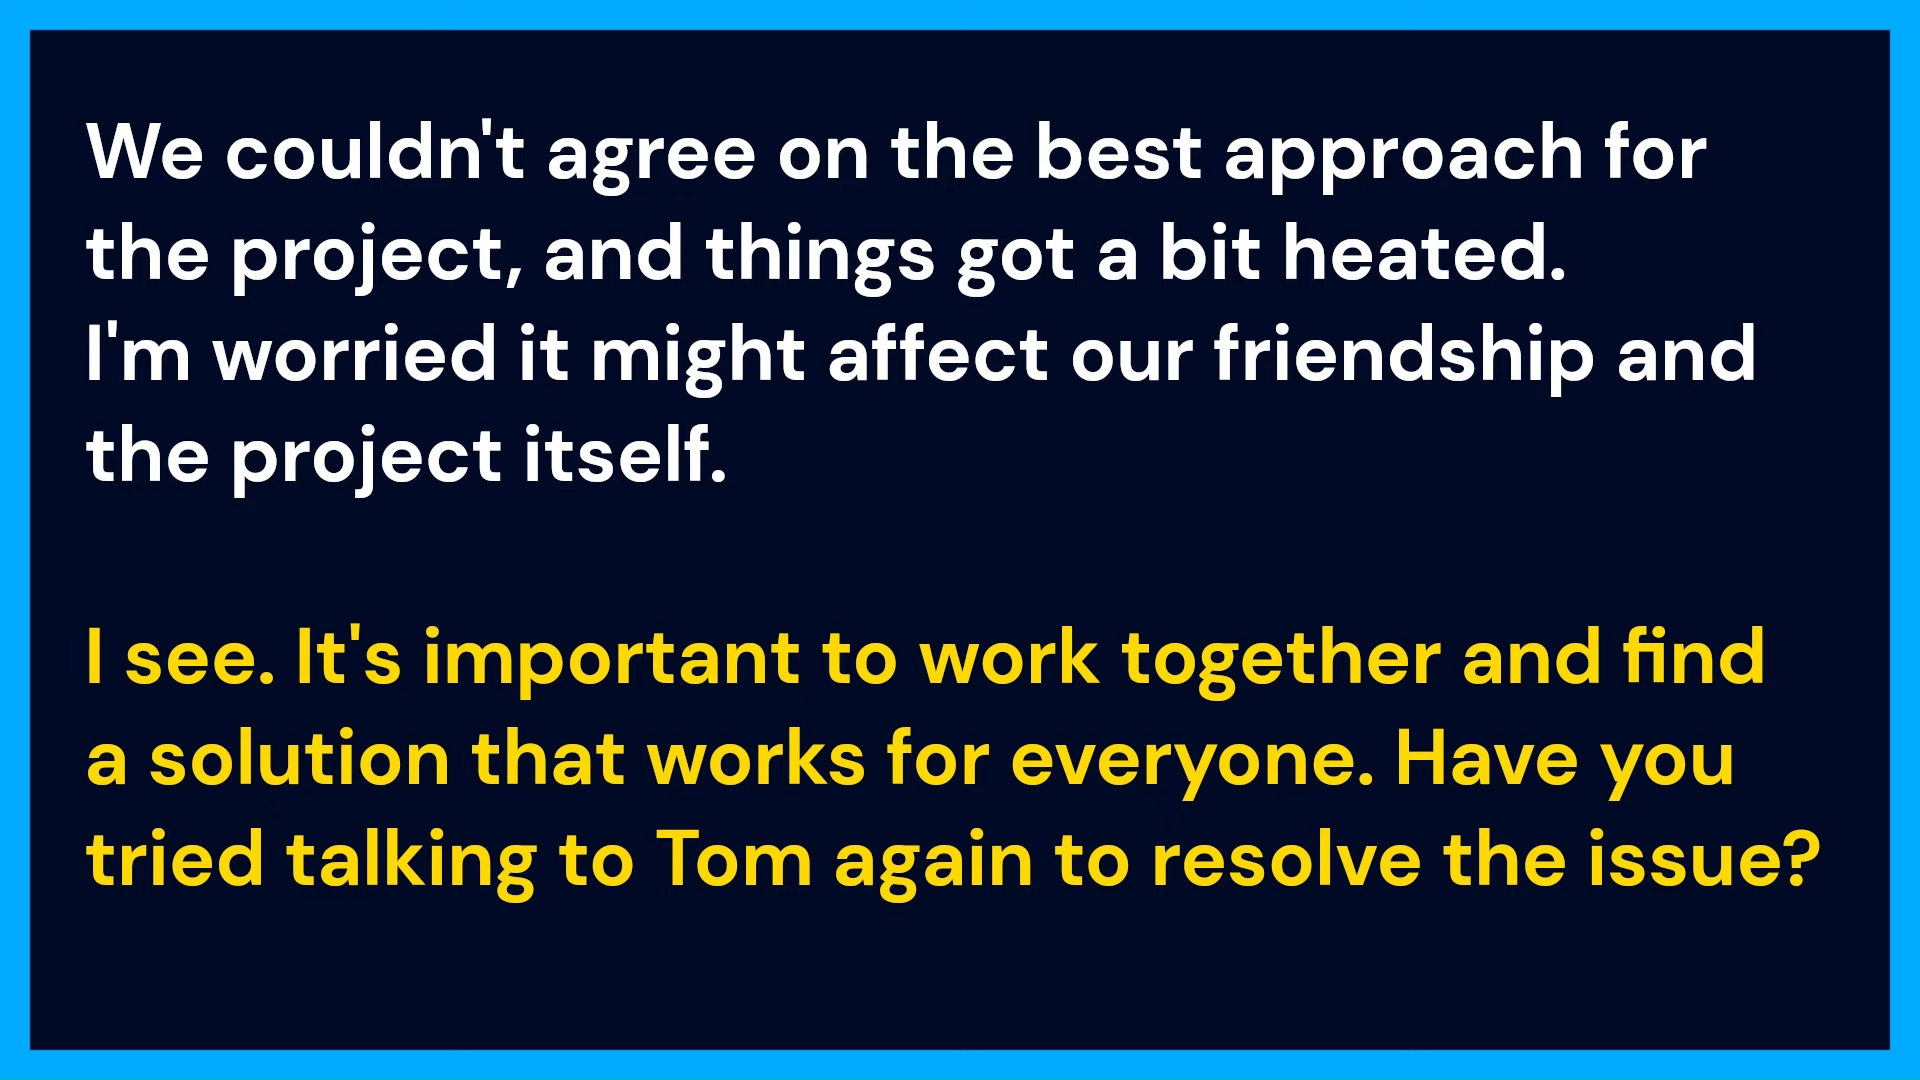 We couldn't agree on the best approach for
the project, and things got a bit heated.
I'm worried it might affect our friendship and
the project itself.
I see. It's important to work together and find
a solution that works for everyone. Have you
tried talking to Tom again to resolve the issue?